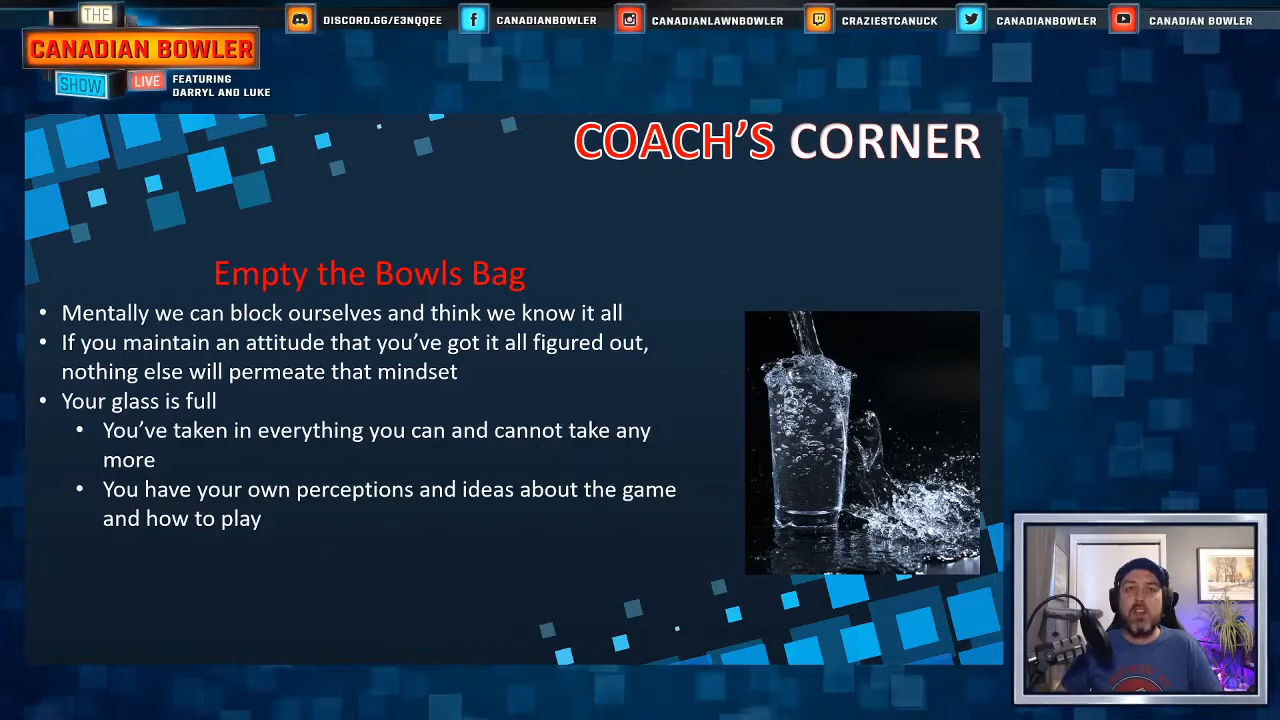 THE
CANADIAN BOWLER
SHOW
LIVE
FEATURING
DARRYL AND LUKE
DISCORD.GG/E3NQQEE
CANADIANBOWLER
CANADIANLAWNBOWLER
CRAZIESTCANUCK
CANADIANBOWLER
CANADIAN BOWLER
COACH'S CORNER
Empty the Bowls Bag
• Mentally we can block ourselves and think we know it all
• If you maintain an attitude that you've got it all figured out,
nothing else will permeate that mindset
• Your glass is full
• You've taken in everything you can and cannot take any
more
• You have your own perceptions and ideas about the game
and how to play